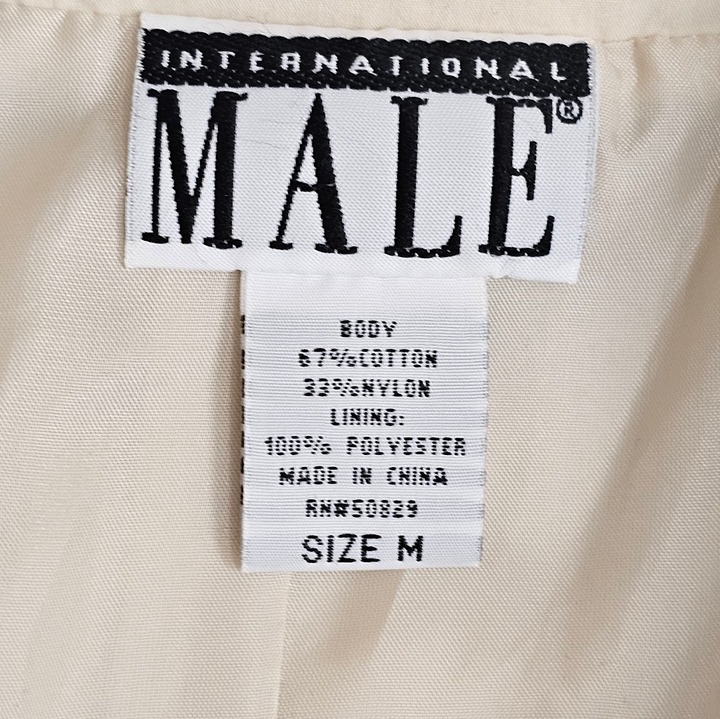 INTERNATIONAL
MALE®
BODY
67%COTTON
33%NYLON
LINING:
100% POLYESTER
MADE IN CHINA
RN#50829
SIZE M